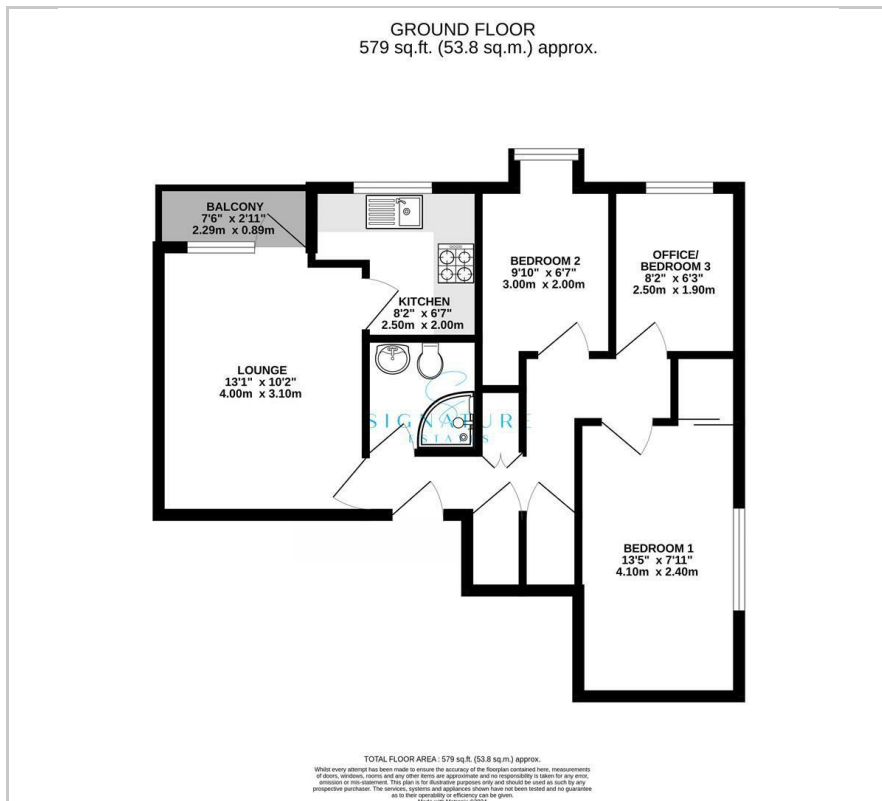 GROUND FLOOR
579 sq.ft. (53.8 sq.m.) approx.
BALCONY
7'6" x 2'11"
2.29m x 0.89m
BEDROOM 2
9'10" x 6'7"
3.00m x 2.00m
OFFICE/
BEDROOM 3
8'2" x 6'3"
2.50m x 1.90m
KITCHEN
8'2" x 6'7"
2.50m x 2.00m
LOUNGE
13'1" x 10'2"
4.00m x 3.10m
SIGNATURE
ESTATES
BEDROOM 1
13'5" x 7'11"
4.10m x 2.40m
TOTAL FLOOR AREA : 579 sq.ft. (53.8 sq.m.) approx.
Whilst every attempt has been made to ensure the accuracy of the floorplan contained here, measurements
of doors, windows, rooms and any other items are approximate and no responsibility is taken for any error,
omission or mis-statement. This plan is for illustrative purposes only and should be used as such by any
prospective purchaser. The services, systems and appliances shown have not been tested and no guarantee
as to their operability or efficiency can be given.
Made with Metropix ©2024